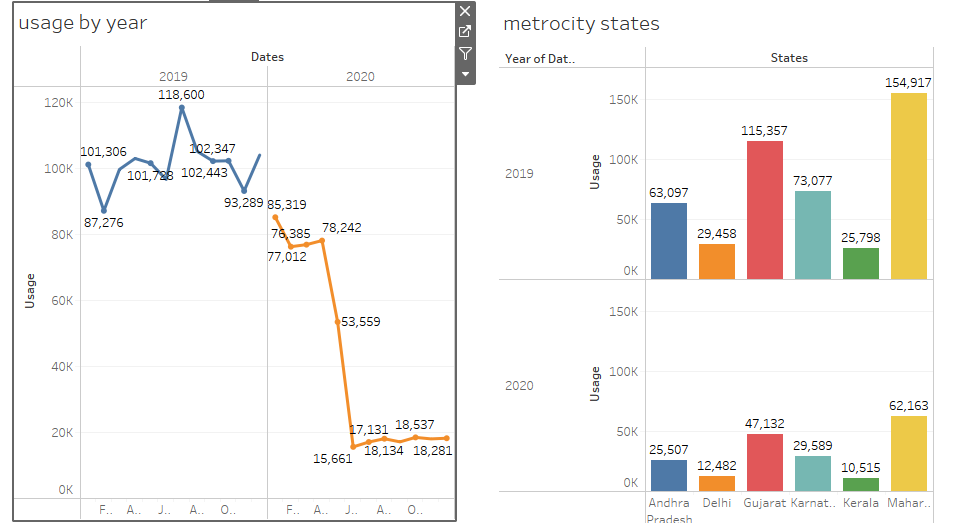 usage by year
Dates
2019 2020
120K
100K
80K
60K
40K
20K
0K
Usage
118,600
101,306
102,347
102,443
87,276
93,289
85,319
76,385
78,242
77,012
53,559
17,131
18,537
15,661
18,134
18,281
F.. A.. J.. A.. O.. F.. A.. J.. A.. O..
metrocity states
Year of Dat..
States
2019
Usage
150K
100K
50K
0K
63,097
29,458
115,357
73,077
25,798
154,917
2020
Usage
150K
100K
50K
0K
25,507
12,482
47,132
29,589
10,515
62,163
Andhra Pradesh
Delhi
Gujarat
Karnat..
Kerala
Mahar..